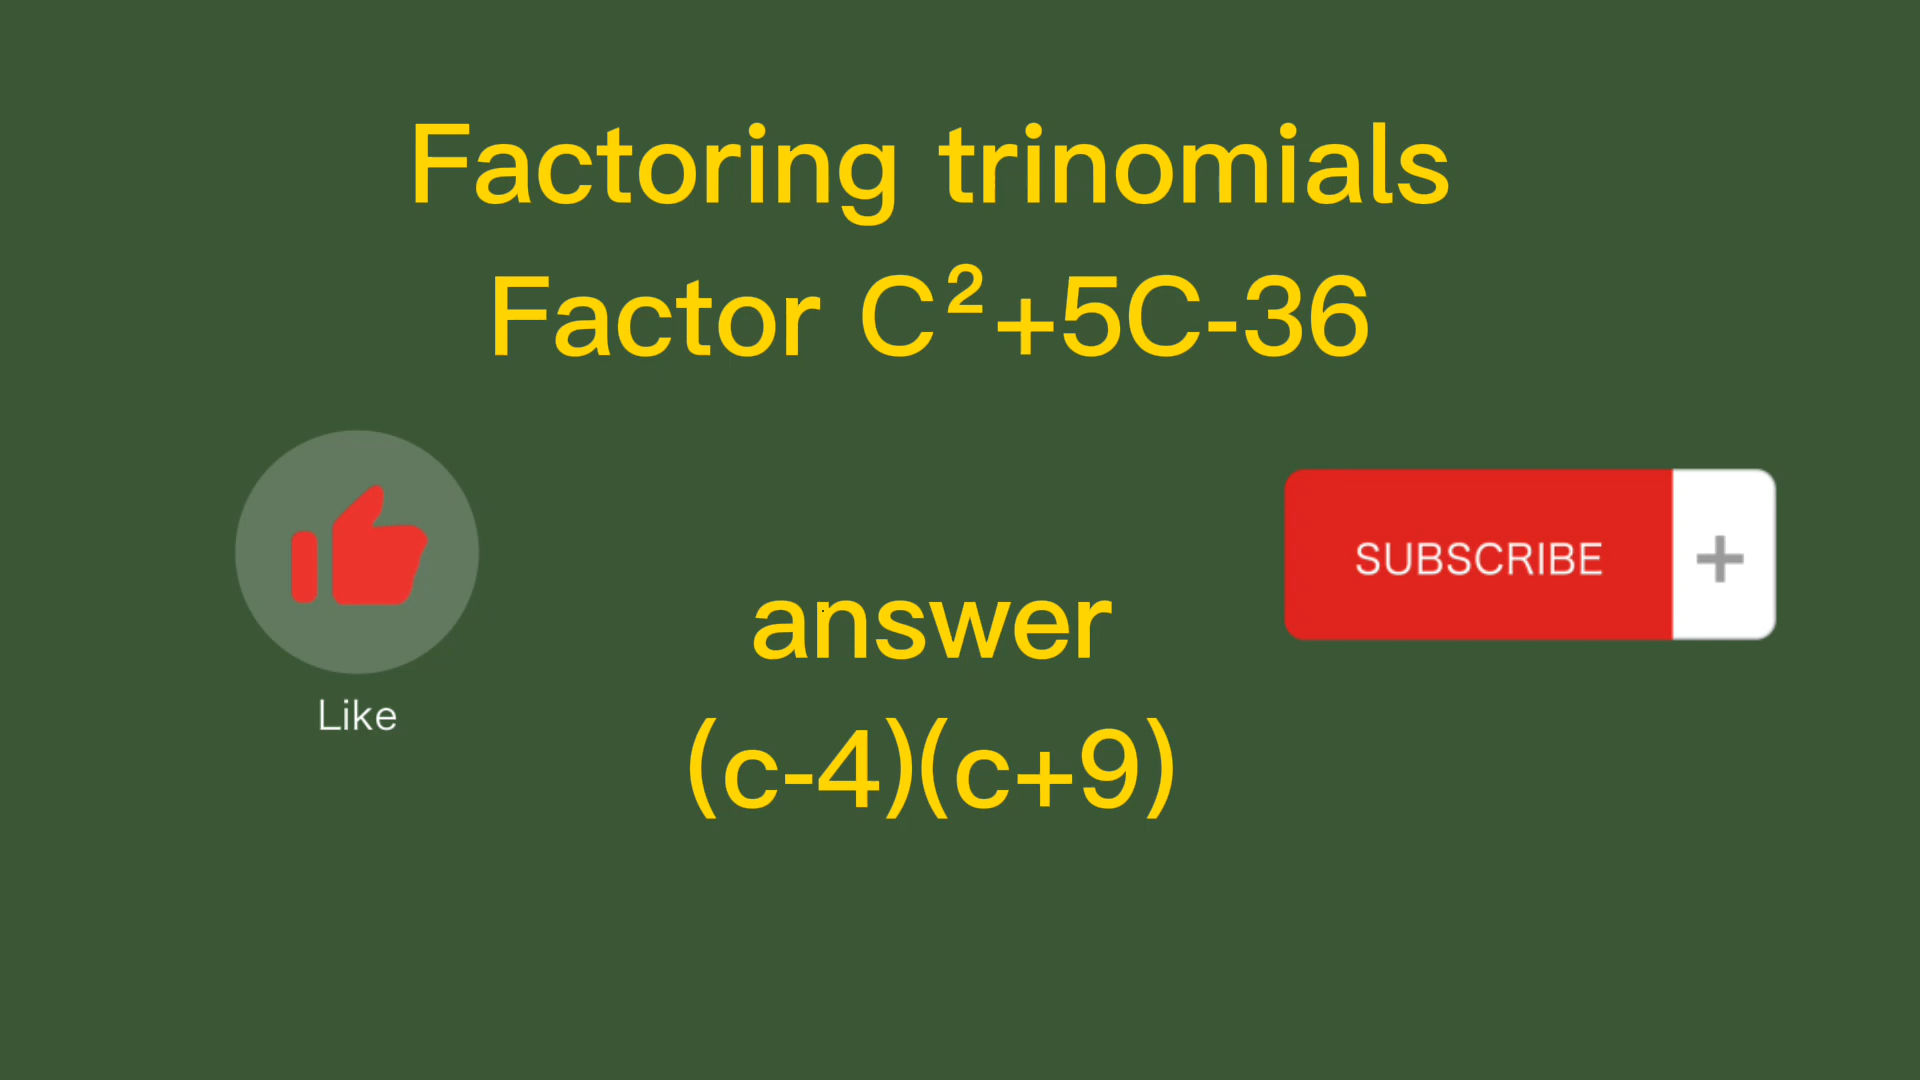 Factoring trinomials
Factor C²+5C-36
SUBSCRIBE +
answer
Like
(c-4)(c+9)